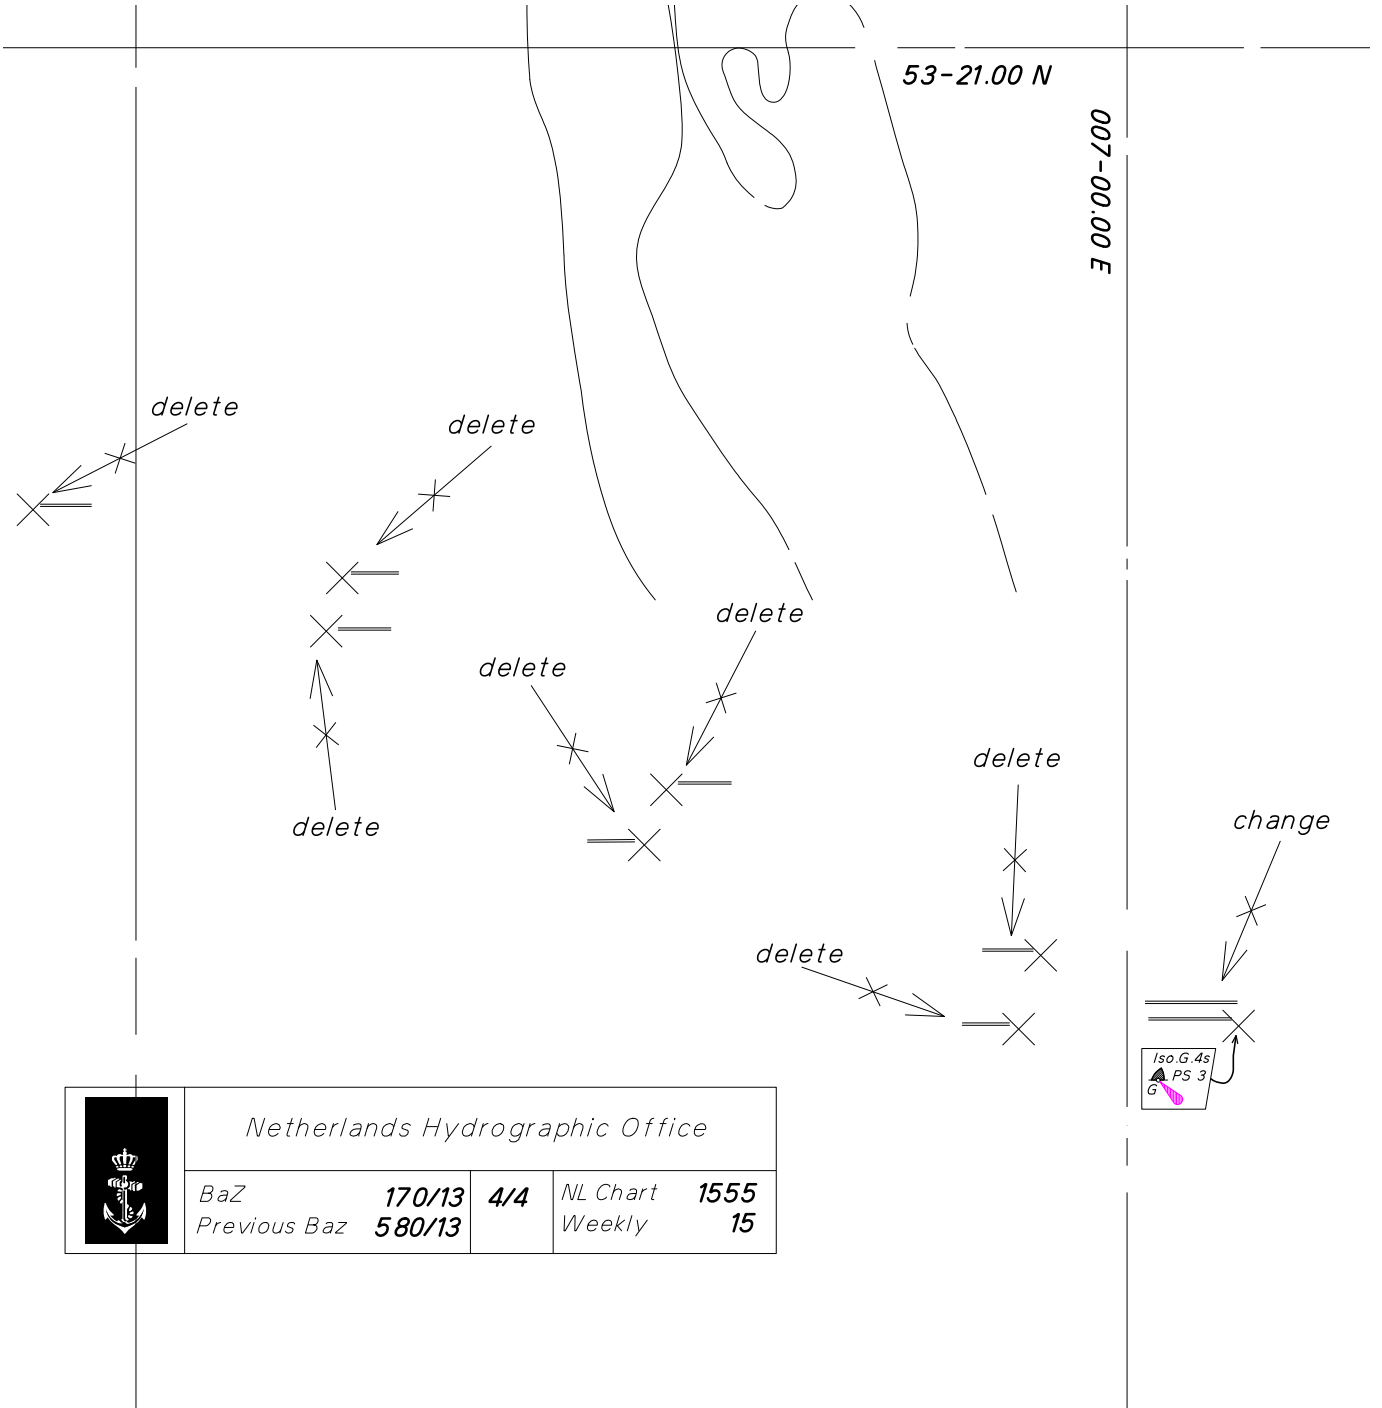 53-21.00 N
007-00.00 E
delete
delete
delete
delete
delete
delete
change
delete
Iso.G.4s
PS 3
G
Netherlands Hydrographic Office
BaZ 170/13 4/4 NL Chart 1555
Previous Baz 580/13 Weekly 15